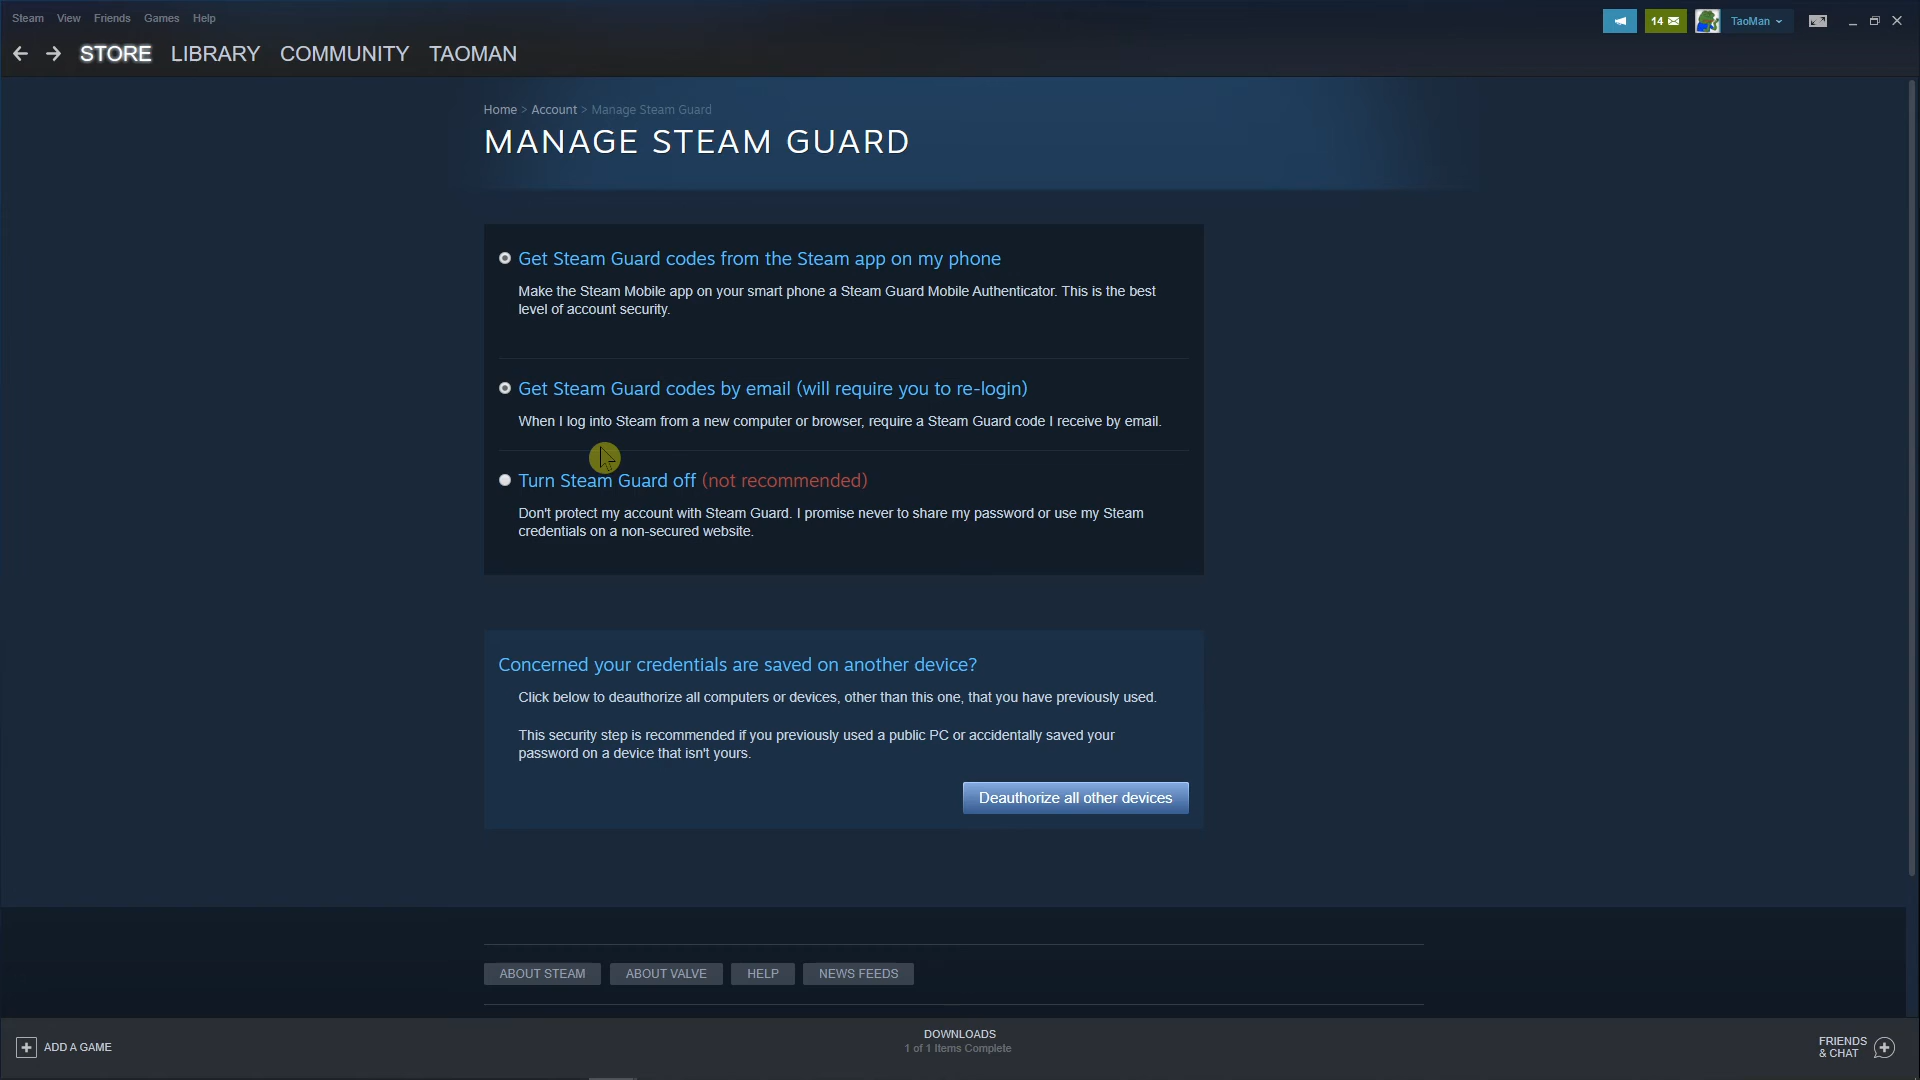 Steam View Friends Games Help
14
TaoMan
STORE LIBRARY COMMUNITY TAOMAN
Home > Account > Manage Steam Guard
MANAGE STEAM GUARD
Get Steam Guard codes from the Steam app on my phone
Make the Steam Mobile app on your smart phone a Steam Guard Mobile Authenticator. This is the best
level of account security.
Get Steam Guard codes by email (will require you to re-login)
When I log into Steam from a new computer or browser, require a Steam Guard code I receive by email.
Turn Steam Guard off (not recommended)
Don't protect my account with Steam Guard. I promise never to share my password or use my Steam
credentials on a non-secured website.
Concerned your credentials are saved on another device?
Click below to deauthorize all computers or devices, other than this one, that you have previously used.
This security step is recommended if you previously used a public PC or accidentally saved your
password on a device that isn't yours.
Deauthorize all other devices
ABOUT STEAM ABOUT VALVE HELP NEWS FEEDS
ADD A GAME
DOWNLOADS
1 of 1 Items Complete
FRIENDS
& CHAT